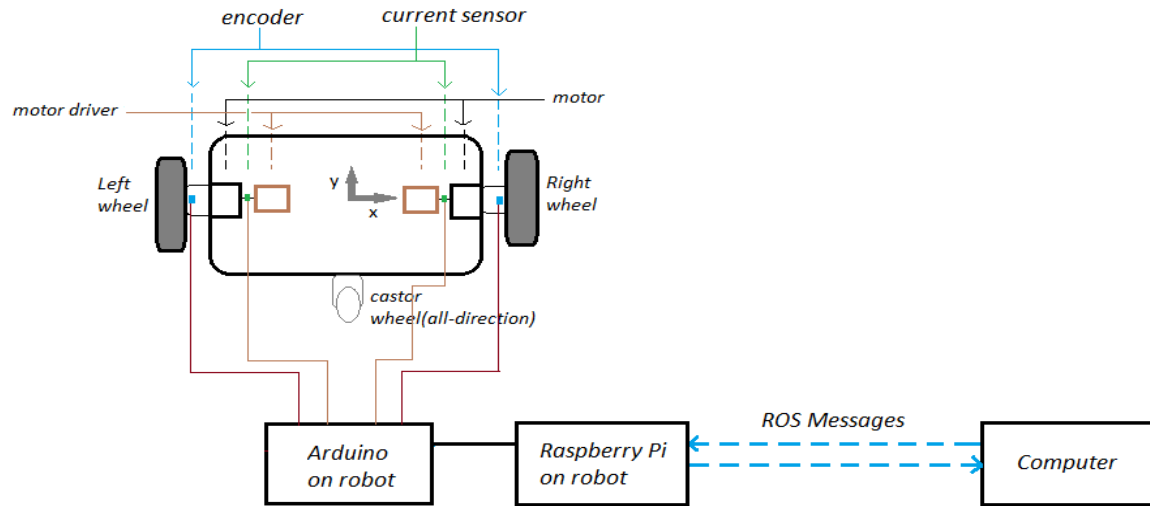 encoder
current sensor
motor driver
motor
Left
wheel
y
x
Right
wheel
castor
wheel(all-direction)
Arduino
on robot
Raspberry Pi
on robot
ROS Messages
Computer